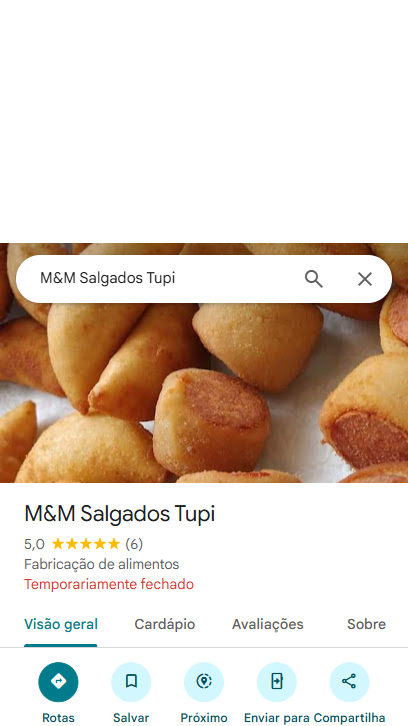 M&M Salgados Tupi
M&M Salgados Tupi
5,0 (6)
Fabricação de alimentos
Temporariamente fechado
Visão geral Cardápio Avaliações Sobre
Rotas Salvar Próximo Enviar para Compartilha